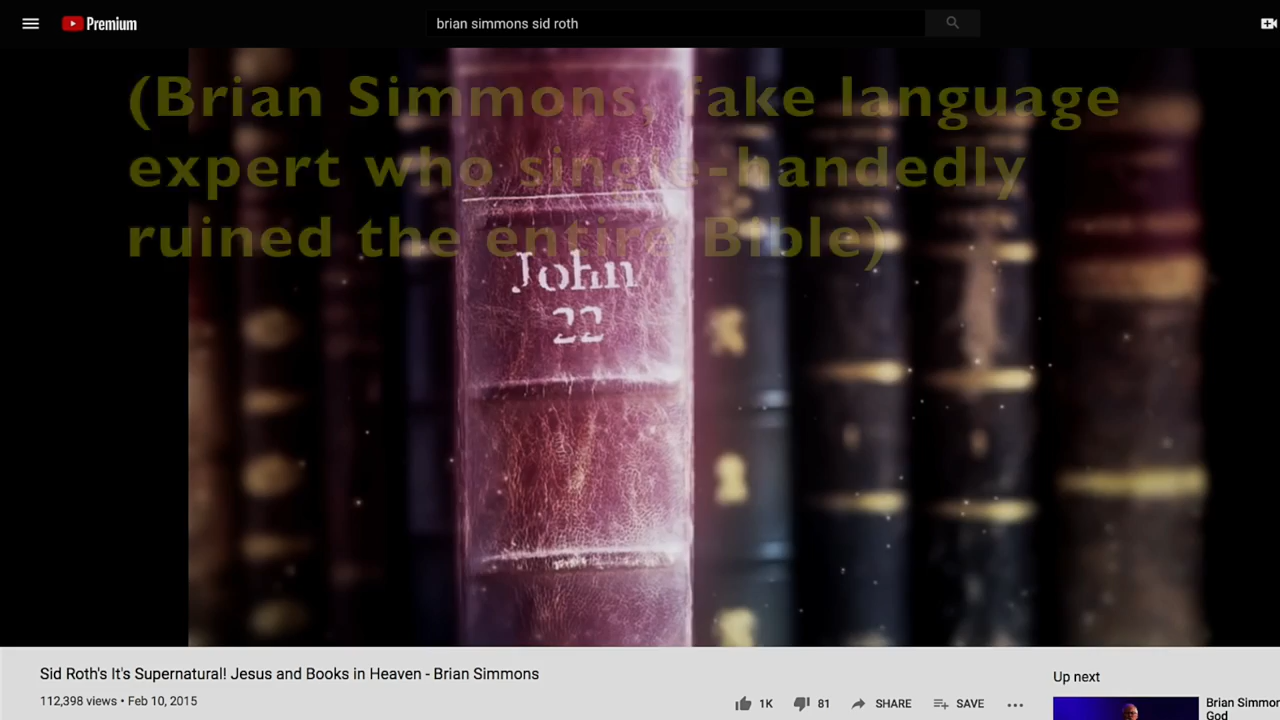 Premium
brian simmons sid roth
(Brian Simmons, fake language
expert who single-handedly
ruined the entire Bible)
John
22
Sid Roth's It's Supernatural! Jesus and Books in Heaven - Brian Simmons
112,398 views • Feb 10, 2015
1K
81
SHARE
SAVE
Up next
Brian Simmon
God